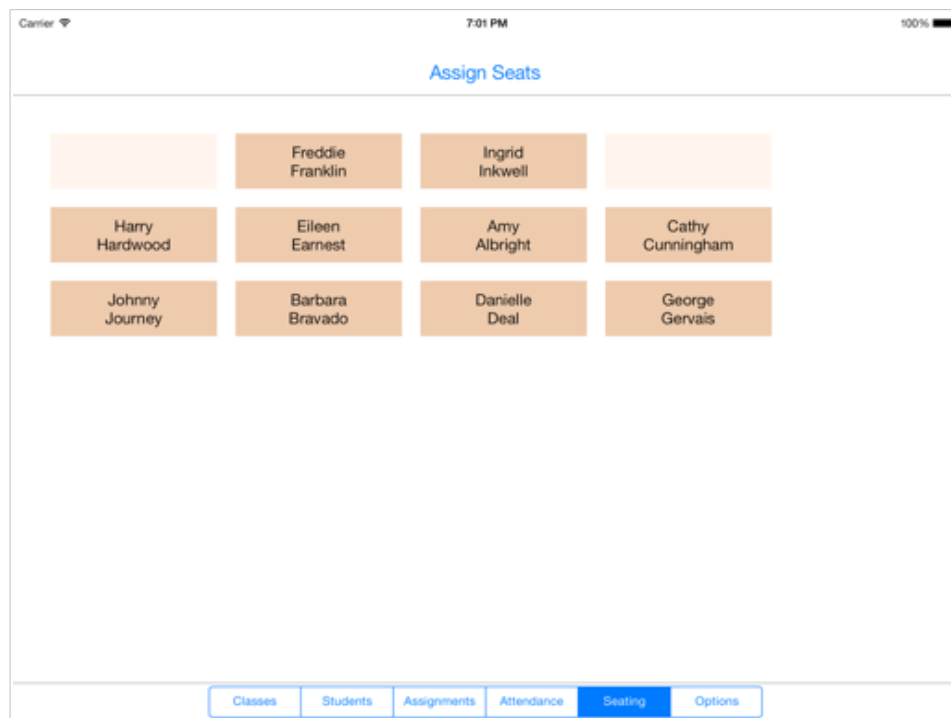 Carrier 7:01 PM 100%
Assign Seats
Freddie Franklin
Ingrid Inkwell
Harry Hardwood
Eileen Earnest
Amy Albright
Cathy Cunningham
Johnny Journey
Barbara Bravado
Danielle Deal
George Gervais
Classes Students Assignments Attendance Seating Options